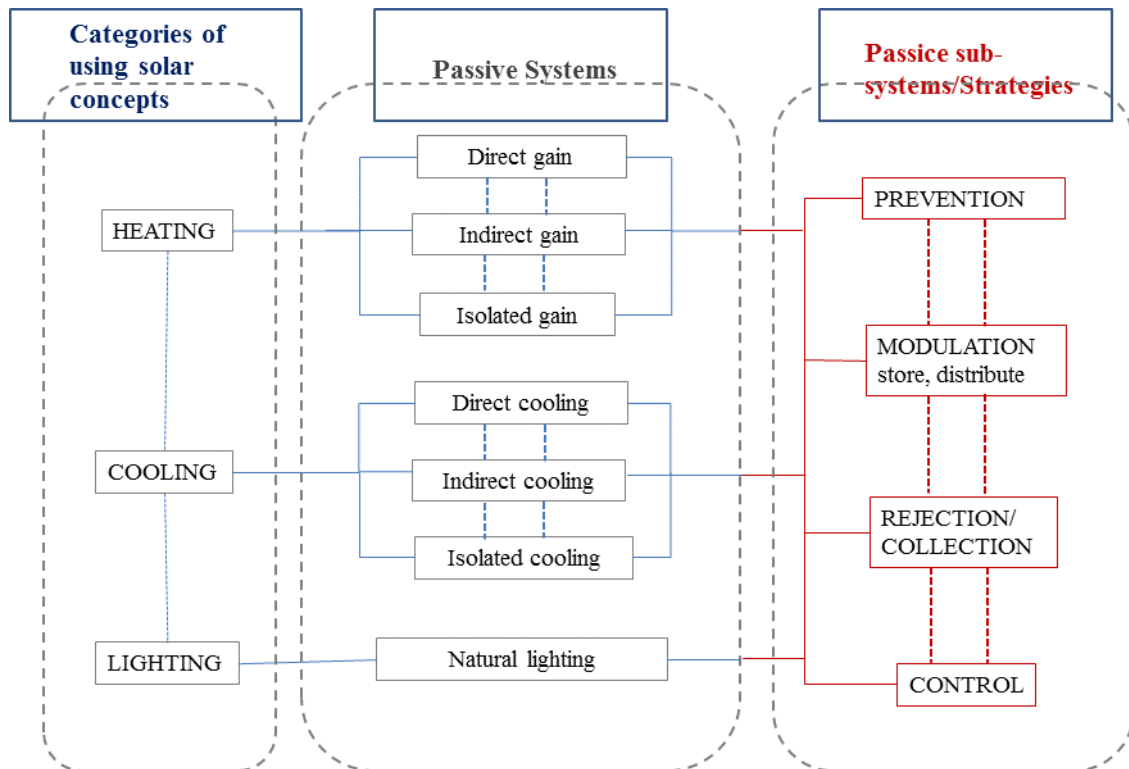 Categories of
using solar
concepts
Passive Systems
Passice sub-
systems/Strategies
HEATING
COOLING
LIGHTING
Direct gain
Indirect gain
Isolated gain
Direct cooling
Indirect cooling
Isolated cooling
Natural lighting
PREVENTION
MODULATION
store, distribute
REJECTION/
COLLECTION
CONTROL